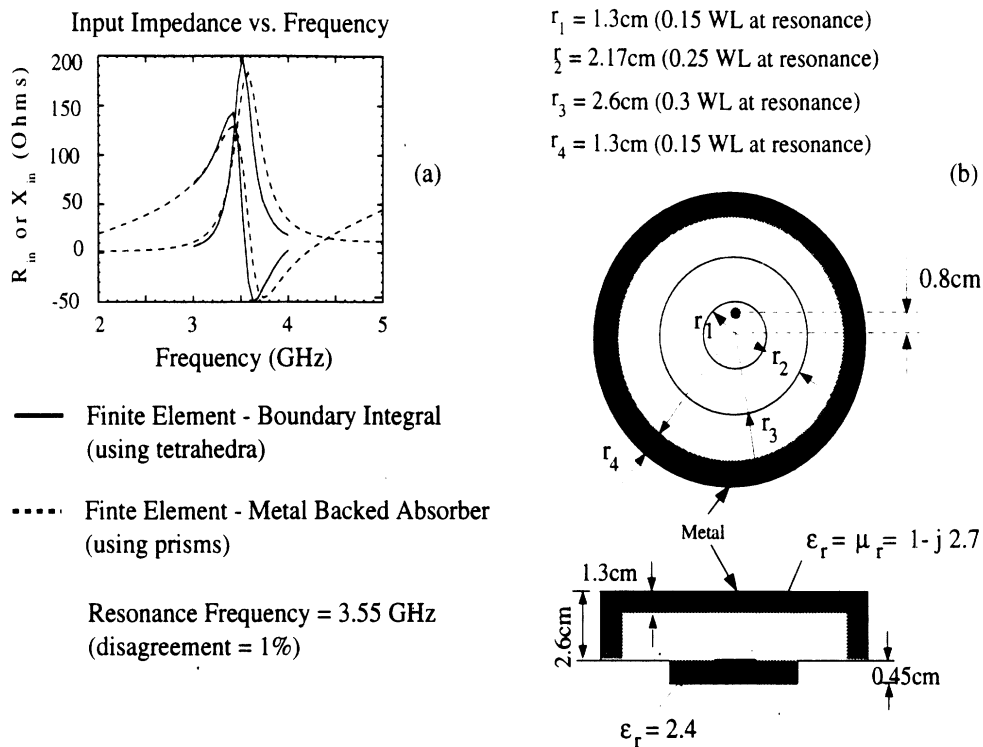 Input Impedance vs. Frequency
R in or X in (Ohms)
200
150
100
50
0
-50
2
3
4
5
Frequency (GHz)
(a)
Finite Element - Boundary Integral
(using tetrahedra)
Finte Element - Metal Backed Absorber
(using prisms)
Resonance Frequency = 3.55 GHz
(disagreement = 1%)
r1 = 1.3cm (0.15 WL at resonance)
r2 = 2.17cm (0.25 WL at resonance)
r3 = 2.6cm (0.3 WL at resonance)
r4 = 1.3cm (0.15 WL at resonance)
(b)
0.8cm
r1
r2
r3
r4
Metal
εr = μr = 1- j 2.7
1.3cm
2.6cm
0.45cm
εr = 2.4